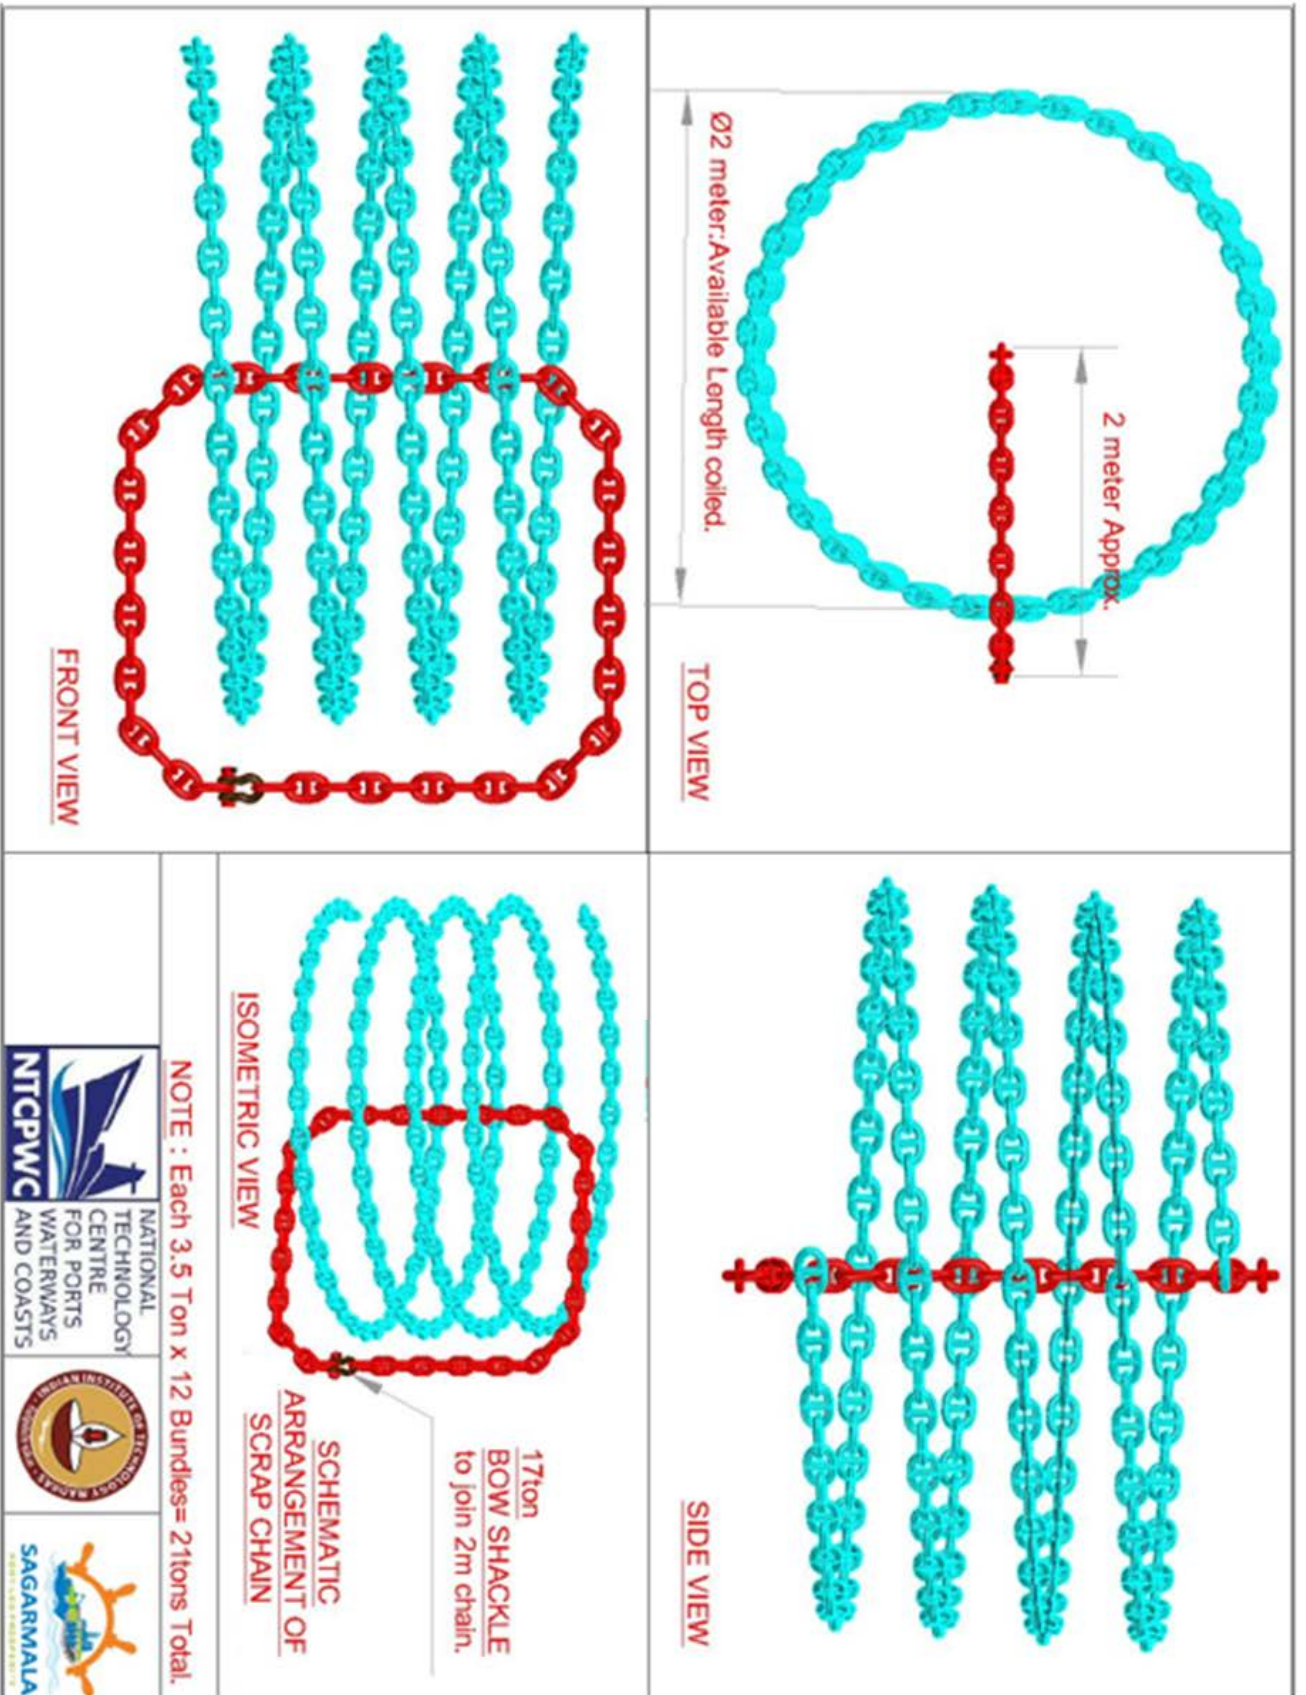 Ø2 meter:Available Length coiled.
2 meter Approx.
TOP VIEW
FRONT VIEW
SIDE VIEW
ISOMETRIC VIEW
17ton
BOW SHACKLE
to join 2m chain.
SCHEMATIC
ARRANGEMENT OF
SCRAP CHAIN
NOTE : Each 3.5 Ton x 12 Bundles= 21tons Total.
NTCPWC
NATIONAL
TECHNOLOGY
CENTRE
FOR PORTS
WATERWAYS
AND COASTS
INDIAN INSTITUTE OF TECHNOLOGY MADRAS
SAGARMALA